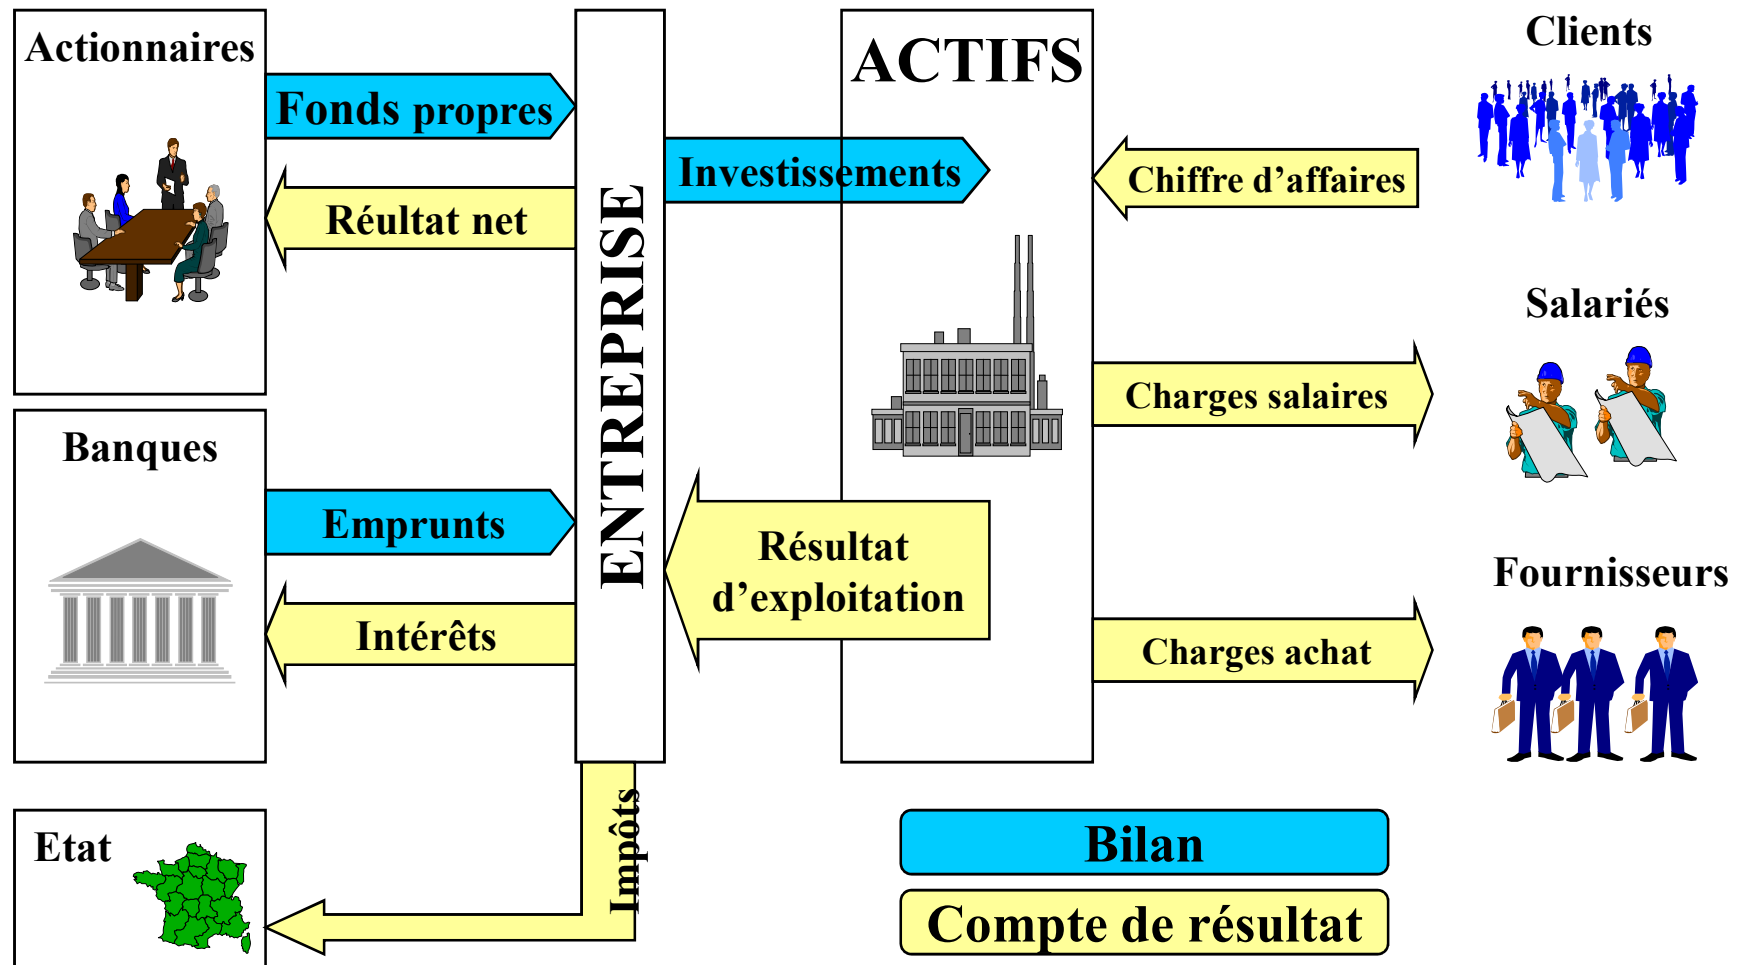 Actionnaires
Fonds propres
Réultat net
Banques
Emprunts
Intérêts
Etat
ENTREPRISE
Impôts
ACTIFS
Investissements
Résultat
d’exploitation
Chiffre d’affaires
Charges salaires
Charges achat
Clients
Salariés
Fournisseurs
Bilan
Compte de résultat